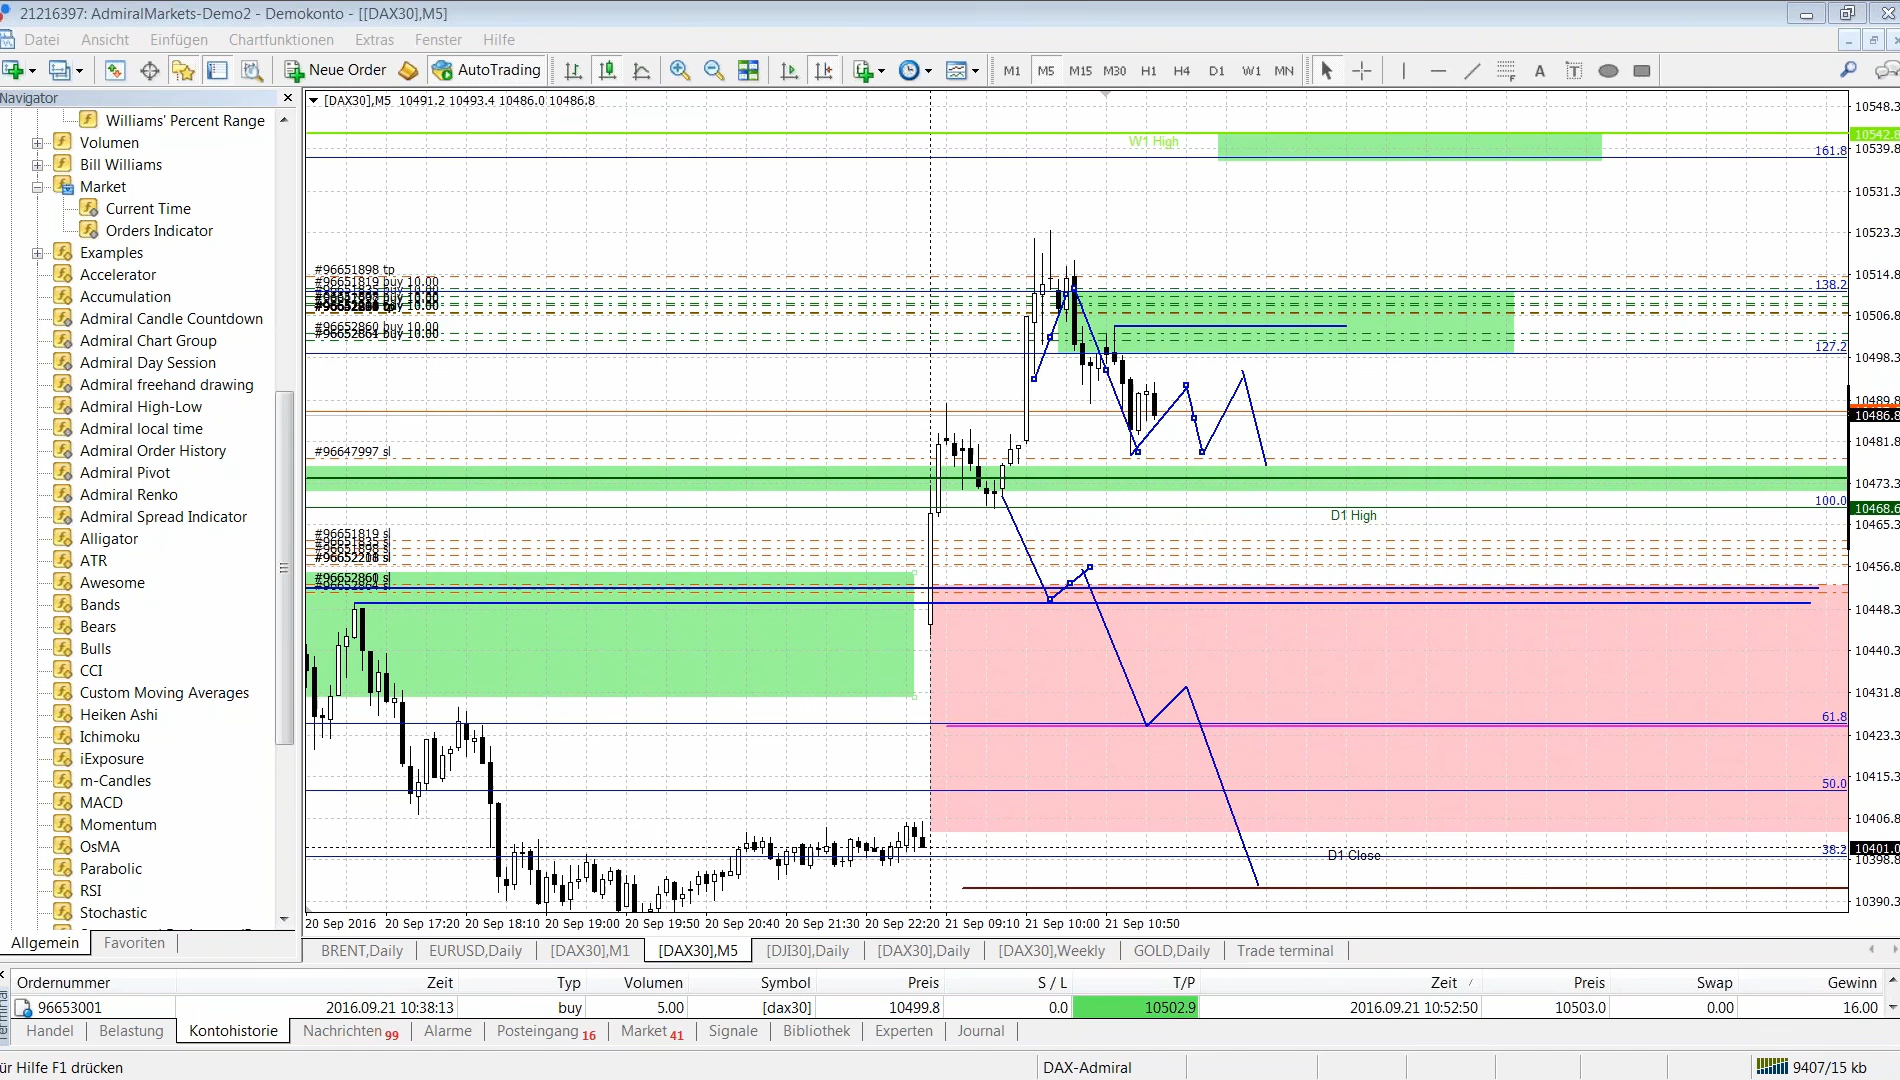 21216397: AdmiralMarkets-Demo2 - Demokonto - [[DAX30],M5]
Datei Ansicht Einfügen Chartfunktionen Extras Fenster Hilfe
Neue Order AutoTrading M1 M5 M15 M30 H1 H4 D1 W1 MN A T
Navigator
Williams' Percent Range
Volumen
Bill Williams
Market
Current Time
Orders Indicator
Examples
Accelerator
Accumulation
Admiral Candle Countdown
Admiral Chart Group
Admiral Day Session
Admiral freehand drawing
Admiral High-Low
Admiral local time
Admiral Order History
Admiral Pivot
Admiral Renko
Admiral Spread Indicator
Alligator
ATR
Awesome
Bands
Bears
Bulls
CCI
Custom Moving Averages
Heiken Ashi
Ichimoku
iExposure
m-Candles
MACD
Momentum
OsMA
Parabolic
RSI
Stochastic
Allgemein Favoriten
[DAX30],M5 10491.2 10493.4 10486.0 10486.8
W1 High
#96651898 tp
#96651819 buy 10.00
#96652860 buy 10.00
#96652861 buy 10.00
#96647997 sl
#96651819 sl
#96651835 sl
#96651898 sl
#96652218 sl
#96652860 sl
#96652864 sl
D1 High
D1 Close
161.8
138.2
127.2
100.0
61.8
50.0
38.2
10548.3
10542.8
10539.8
10531.3
10523.3
10514.8
10506.8
10498.3
10489.8
10486.8
10481.8
10473.3
10468.6
10465.3
10456.8
10448.3
10440.3
10431.8
10423.3
10415.3
10406.8
10401.0
10398.8
10390.3
20 Sep 2016 20 Sep 17:20 20 Sep 18:10 20 Sep 19:00 20 Sep 19:50 20 Sep 20:40 20 Sep 21:30 20 Sep 22:20 21 Sep 09:10 21 Sep 10:00 21 Sep 10:50
BRENT,Daily EURUSD,Daily [DAX30],M1 [DAX30],M5 [DJI30],Daily [DAX30],Daily [DAX30],Weekly GOLD,Daily Trade terminal
Ordernummer Zeit Typ Volumen Symbol Preis S / L T/P Zeit Preis Swap Gewinn
96653001 2016.09.21 10:38:13 buy 5.00 [dax30] 10499.8 0.0 10502.9 2016.09.21 10:52:50 10503.0 0.00 16.00
Handel Belastung Kontohistorie Nachrichten 99 Alarme Posteingang 16 Market 41 Signale Bibliothek Experten Journal
ür Hilfe F1 drücken DAX-Admiral 9407/15 kb